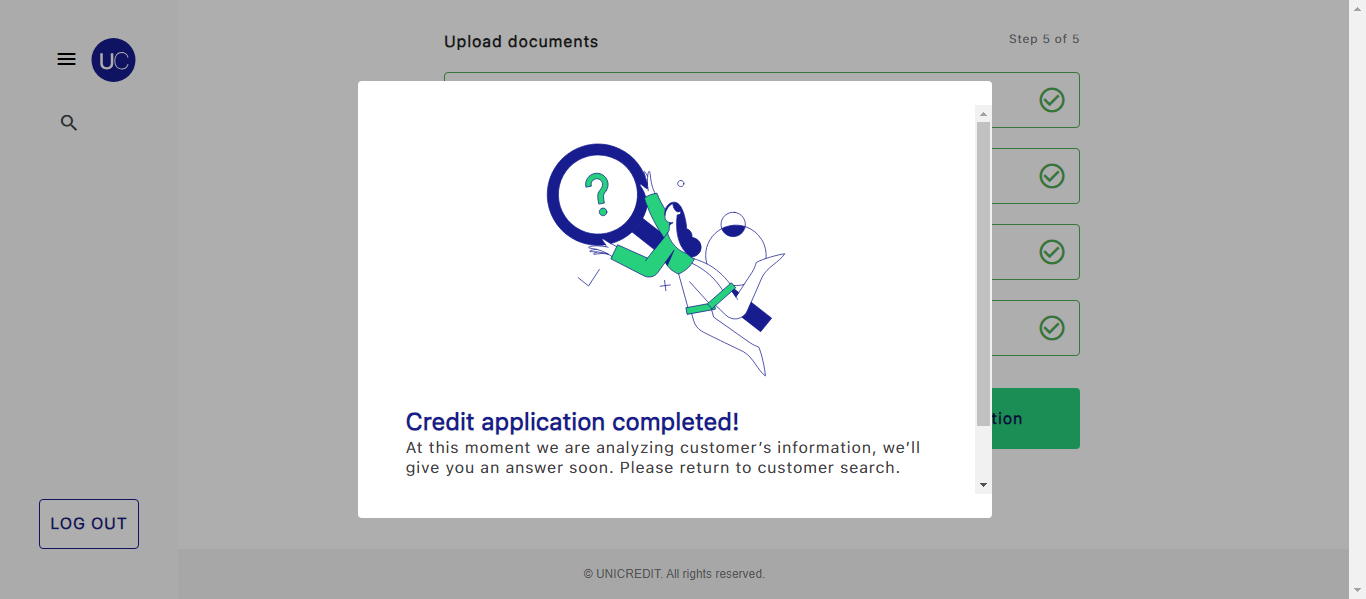 UC
Upload documents
Step 5 of 5
?
Credit application completed!
At this moment we are analyzing customer’s information, we’ll
give you an answer soon. Please return to customer search.
tion
LOG OUT
© UNICREDIT. All rights reserved.